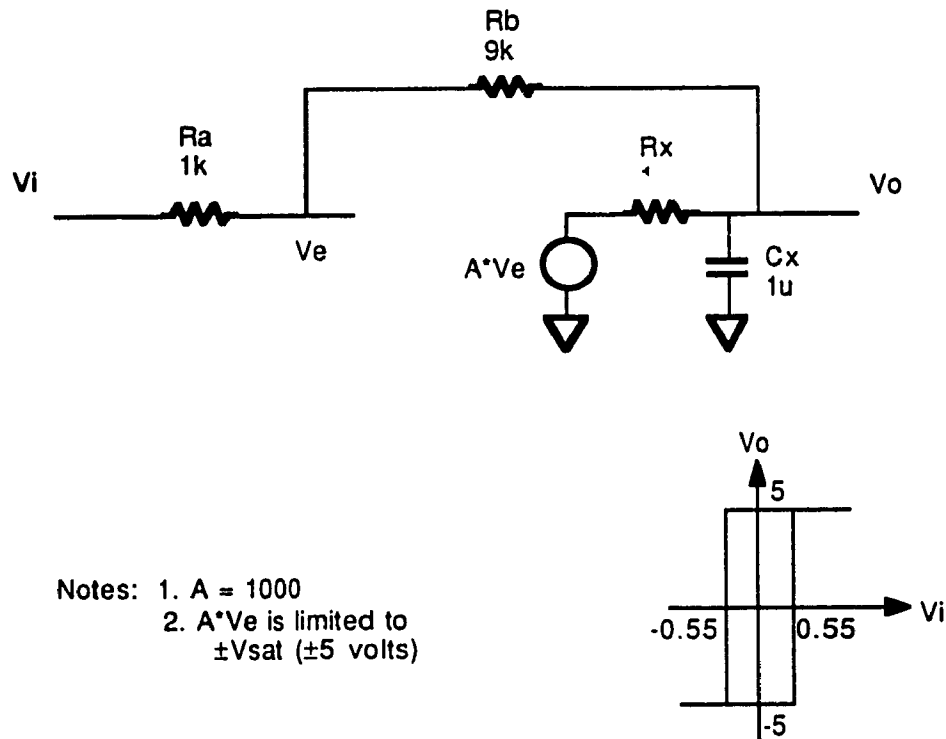 Rb
9k
Ra
1k
Rx
Vi
Vo
Ve
A*Ve
Cx
1u
Vo
5
Notes: 1. A = 1000
2. A*Ve is limited to
±Vsat (±5 volts)
-0.55
0.55
Vi
-5